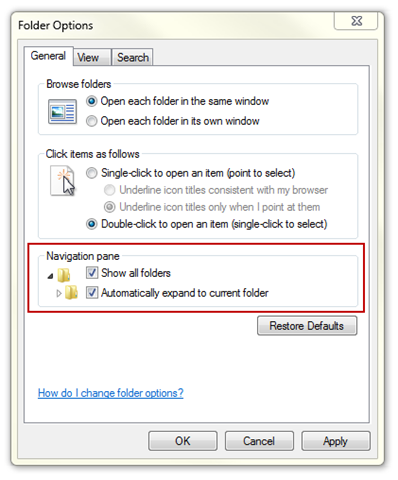 Folder Options
General View Search
Browse folders
Open each folder in the same window
Open each folder in its own window
Click items as follows
Single-click to open an item (point to select)
Underline icon titles consistent with my browser
Underline icon titles only when I point at them
Double-click to open an item (single-click to select)
Navigation pane
Show all folders
Automatically expand to current folder
Restore Defaults
How do I change folder options?
OK Cancel Apply